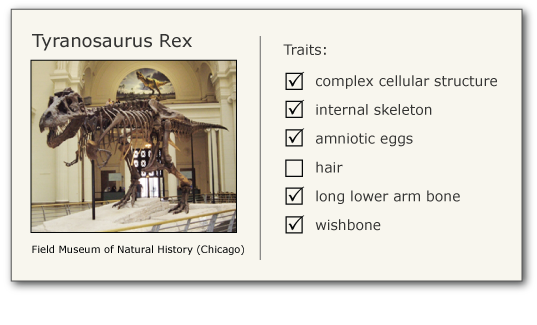 Tyranosaurus Rex
Field Museum of Natural History (Chicago)
Traits:
complex cellular structure
internal skeleton
amniotic eggs
hair
long lower arm bone
wishbone